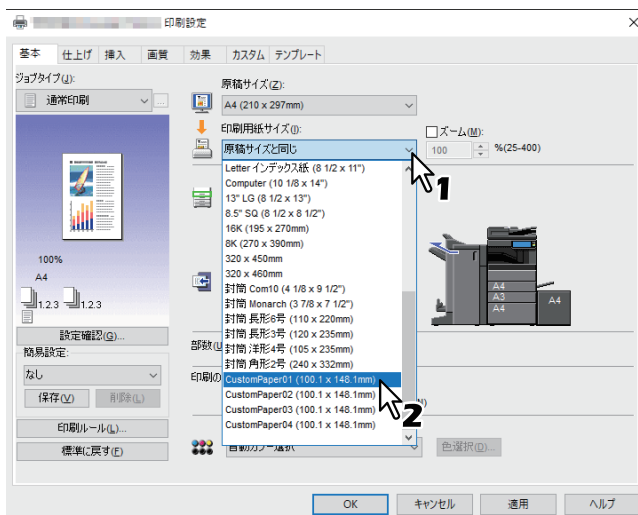 印刷設定
基本 仕上げ 挿入 画質 効果 カスタム テンプレート
ジョブタイプ(J):
通常印刷
...
100%
A4
1.2.3 1.2.3
設定確認(G)...
簡易設定:
なし
保存(V) 削除(L)
印刷ルール(L)...
標準に戻す(F)
原稿サイズ(Z):
A4 (210 x 297mm)
印刷用紙サイズ(I):
原稿サイズと同じ
ズーム(M):
100 %(25-400)
1
Letter インデックス紙 (8 1/2 x 11")
Computer (10 1/8 x 14")
13" LG (8 1/2 x 13")
8.5" SQ (8 1/2 x 8 1/2")
16K (195 x 270mm)
8K (270 x 390mm)
320 x 450mm
320 x 460mm
封筒 Com10 (4 1/8 x 9 1/2")
封筒 Monarch (3 7/8 x 7 1/2")
封筒 長形6号 (110 x 220mm)
封筒 長形3号 (120 x 235mm)
封筒 洋形4号 (105 x 235mm)
封筒 角形2号 (240 x 332mm)
CustomPaper01 (100.1 x 148.1mm)
CustomPaper02 (100.1 x 148.1mm)
CustomPaper03 (100.1 x 148.1mm)
CustomPaper04 (100.1 x 148.1mm)
2
A4
A3
A4
A4
部数(U
印刷の
N)
自動カラー選択
色選択(Q)...
OK キャンセル 適用 ヘルプ